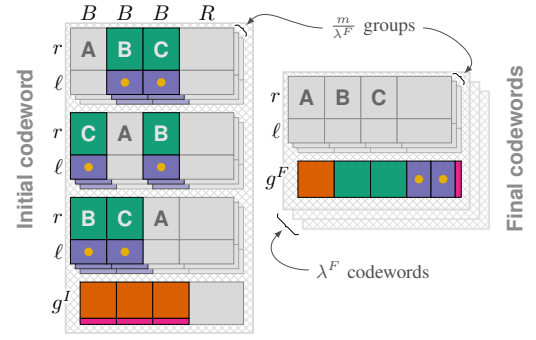 B B B R
m/λ^F groups
Initial codeword
r A B C
ℓ
r C A B
ℓ
r B C A
ℓ
g^I
r A B C
ℓ
g^F
Final codewords
λ^F codewords